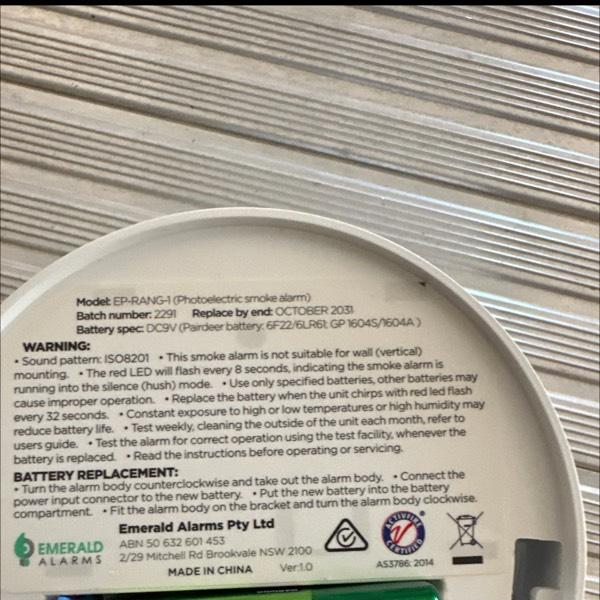 Model: EP-RANG-1 (Photoelectric smoke alarm)
Batch number: 2291 Replace by end: OCTOBER 2031
Battery spec: DC9V (Pairdeer battery: 6F22/6LR61: GP 1604S/1604A )
WARNING:
• Sound pattern: ISO8201 • This smoke alarm is not suitable for wall (vertical)
mounting. • The red LED will flash every 8 seconds, indicating the smoke alarm is
running into the silence (hush) mode. • Use only specified batteries, other batteries may
cause improper operation. • Replace the battery when the unit chirps with red led flash
every 32 seconds. • Constant exposure to high or low temperatures or high humidity may
reduce battery life. • Test weekly, cleaning the outside of the unit each month, refer to
users guide. • Test the alarm for correct operation using the test facility, whenever the
battery is replaced. • Read the instructions before operating or servicing.
BATTERY REPLACEMENT:
• Turn the alarm body counterclockwise and take out the alarm body. • Connect the
power input connector to the new battery. • Put the new battery into the battery
compartment. • Fit the alarm body on the bracket and turn the alarm body clockwise.
EMERALD
ALARMS
Emerald Alarms Pty Ltd
ABN 50 632 601 453
2/29 Mitchell Rd Brookvale NSW 2100
MADE IN CHINA Ver:1.0
ACTIVFIRE
CERTIFIED
AS3786: 2014